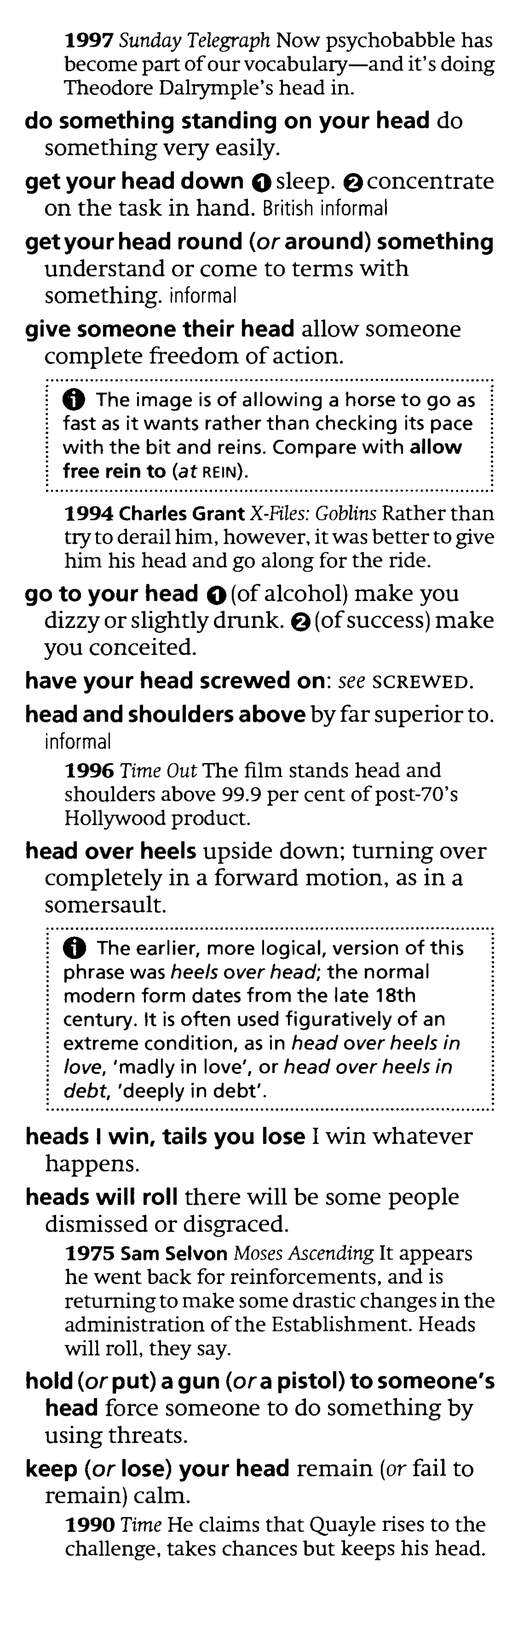 1997 Sunday Telegraph Now psychobabble has
become part of our vocabulary—and it's doing
Theodore Dalrymple's head in.
do something standing on your head do
something very easily.
get your head down ❶ sleep. ❷ concentrate
on the task in hand. British informal
get your head round (or around) something
understand or come to terms with
something. informal
give someone their head allow someone
complete freedom of action.
ℹ The image is of allowing a horse to go as
fast as it wants rather than checking its pace
with the bit and reins. Compare with allow
free rein to (at REIN).
1994 Charles Grant X-Files: Goblins Rather than
try to derail him, however, it was better to give
him his head and go along for the ride.
go to your head ❶ (of alcohol) make you
dizzy or slightly drunk. ❷ (of success) make
you conceited.
have your head screwed on: see SCREWED.
head and shoulders above by far superior to.
informal
1996 Time Out The film stands head and
shoulders above 99.9 per cent of post-70's
Hollywood product.
head over heels upside down; turning over
completely in a forward motion, as in a
somersault.
ℹ The earlier, more logical, version of this
phrase was heels over head; the normal
modern form dates from the late 18th
century. It is often used figuratively of an
extreme condition, as in head over heels in
love, 'madly in love', or head over heels in
debt, 'deeply in debt'.
heads I win, tails you lose I win whatever
happens.
heads will roll there will be some people
dismissed or disgraced.
1975 Sam Selvon Moses Ascending It appears
he went back for reinforcements, and is
returning to make some drastic changes in the
administration of the Establishment. Heads
will roll, they say.
hold (or put) a gun (or a pistol) to someone's
head force someone to do something by
using threats.
keep (or lose) your head remain (or fail to
remain) calm.
1990 Time He claims that Quayle rises to the
challenge, takes chances but keeps his head.